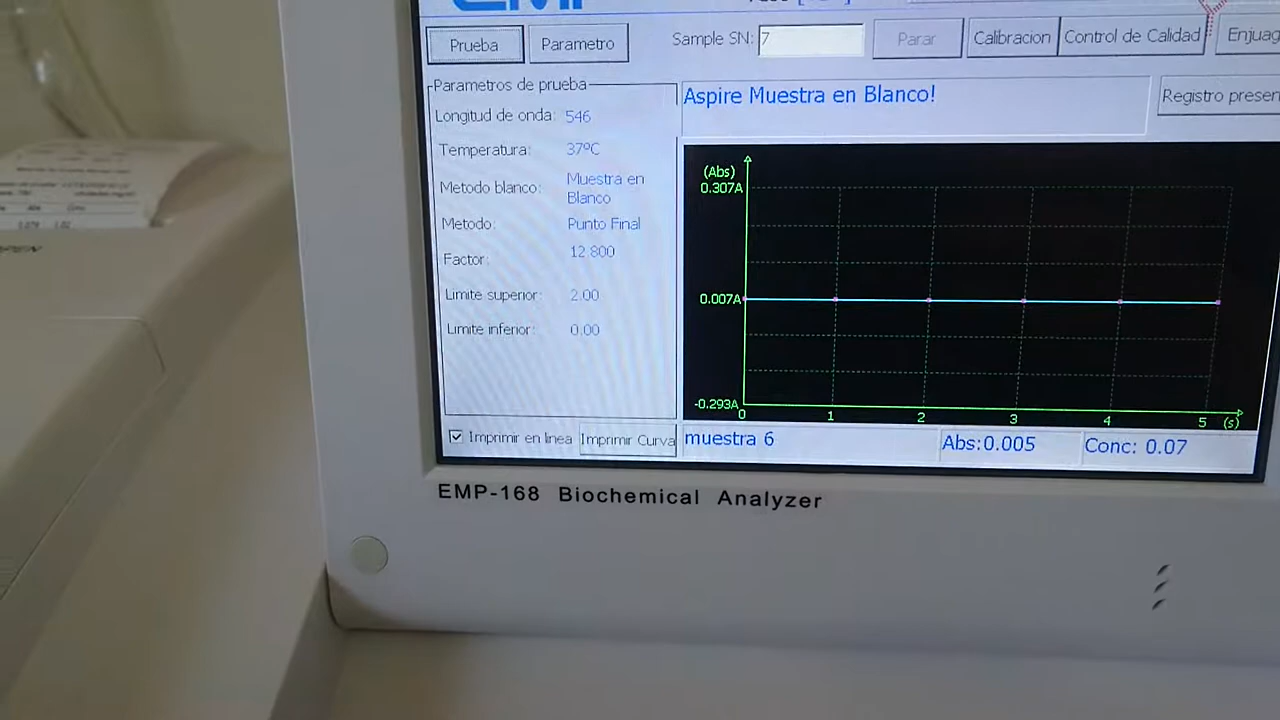 EMP
Prueba
Parametro
Sample SN:
7
Parar
Calibracion
Control de Calidad
Enjuag
Parametros de prueba
Longitud de onda: 546
Temperatura: 37ºC
Metodo blanco: Muestra en
Blanco
Metodo: Punto Final
Factor: 12.800
Limite superior: 2.00
Limite inferior: 0.00
Imprimir en linea
Imprimir Curva
Aspire Muestra en Blanco!
Registro presen
(Abs)
0.307A
0.007A
-0.293A
0 1 2 3 4 5 (s)
muestra 6
Abs:0.005
Conc: 0.07
EMP-168 Biochemical Analyzer